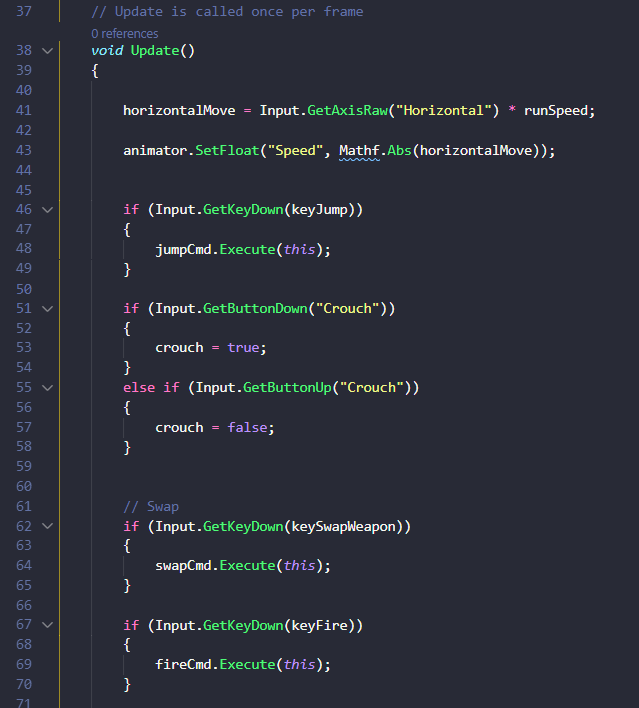 37 // Update is called once per frame
0 references
38 void Update()
39 {
40
41 horizontalMove = Input.GetAxisRaw("Horizontal") * runSpeed;
42
43 animator.SetFloat("Speed", Mathf.Abs(horizontalMove));
44
45
46 if (Input.GetKeyDown(keyJump))
47 {
48 jumpCmd.Execute(this);
49 }
50
51 if (Input.GetButtonDown("Crouch"))
52 {
53 crouch = true;
54 }
55 else if (Input.GetButtonUp("Crouch"))
56 {
57 crouch = false;
58 }
59
60
61 // Swap
62 if (Input.GetKeyDown(keySwapWeapon))
63 {
64 swapCmd.Execute(this);
65 }
66
67 if (Input.GetKeyDown(keyFire))
68 {
69 fireCmd.Execute(this);
70 }
71